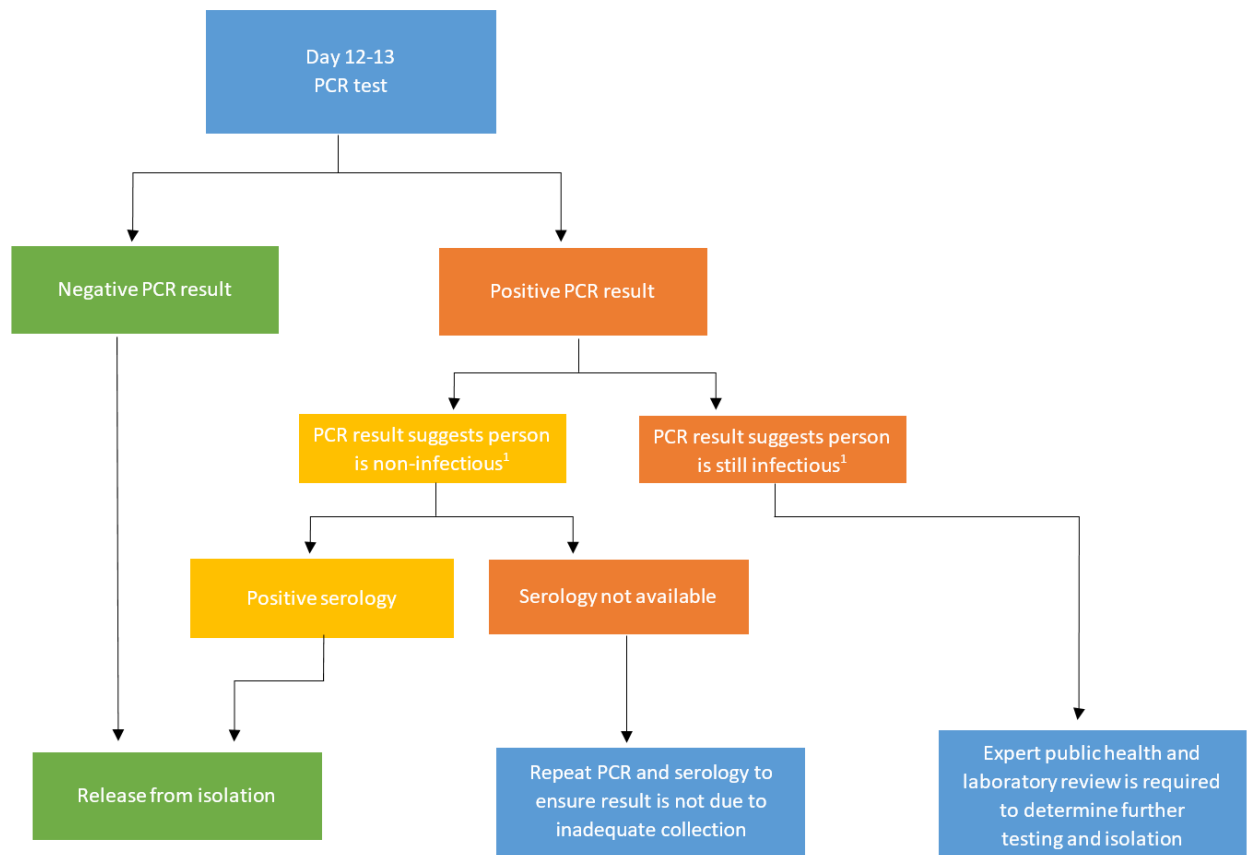 Day 12-13
PCR test
Negative PCR result
Positive PCR result
PCR result suggests person
is non-infectious¹
PCR result suggests person
is still infectious¹
Positive serology
Serology not available
Release from isolation
Repeat PCR and serology to
ensure result is not due to
inadequate collection
Expert public health and
laboratory review is required
to determine further
testing and isolation